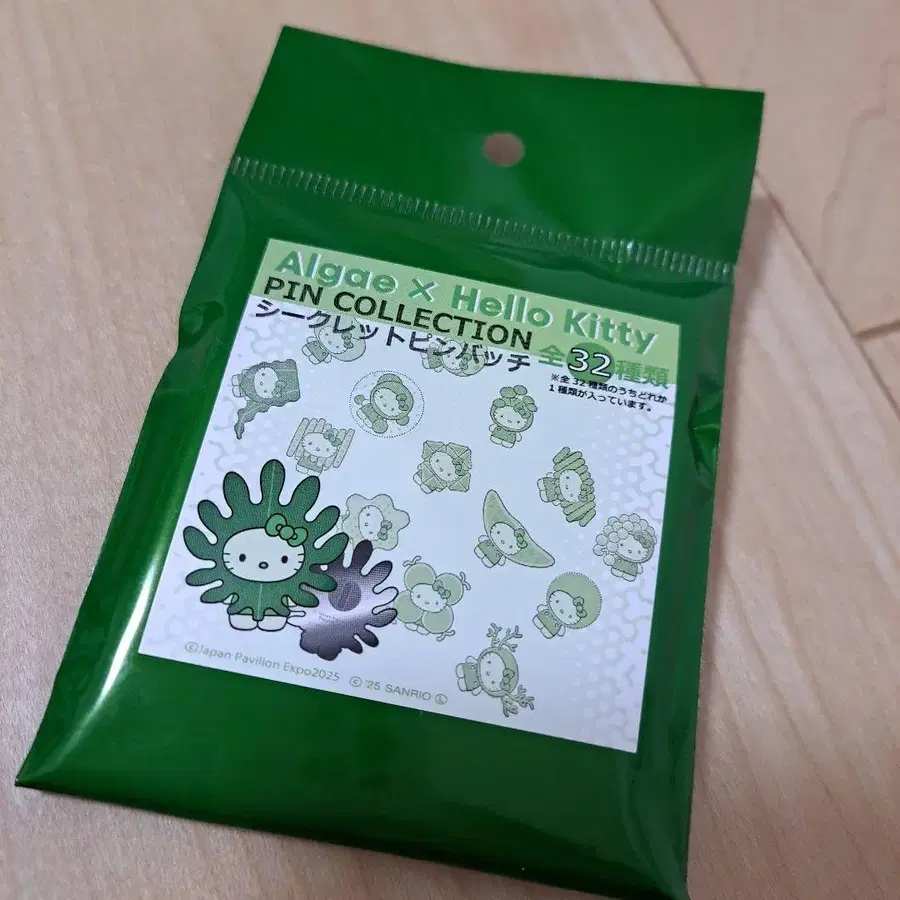 Algae × Hello Kitty
PIN COLLECTION
シークレットピンバッチ 全32種類
※全32種類のうちどれか
1種類が入っています。
©Japan Pavilion Expo2025 © '25 SANRIO Ⓛ